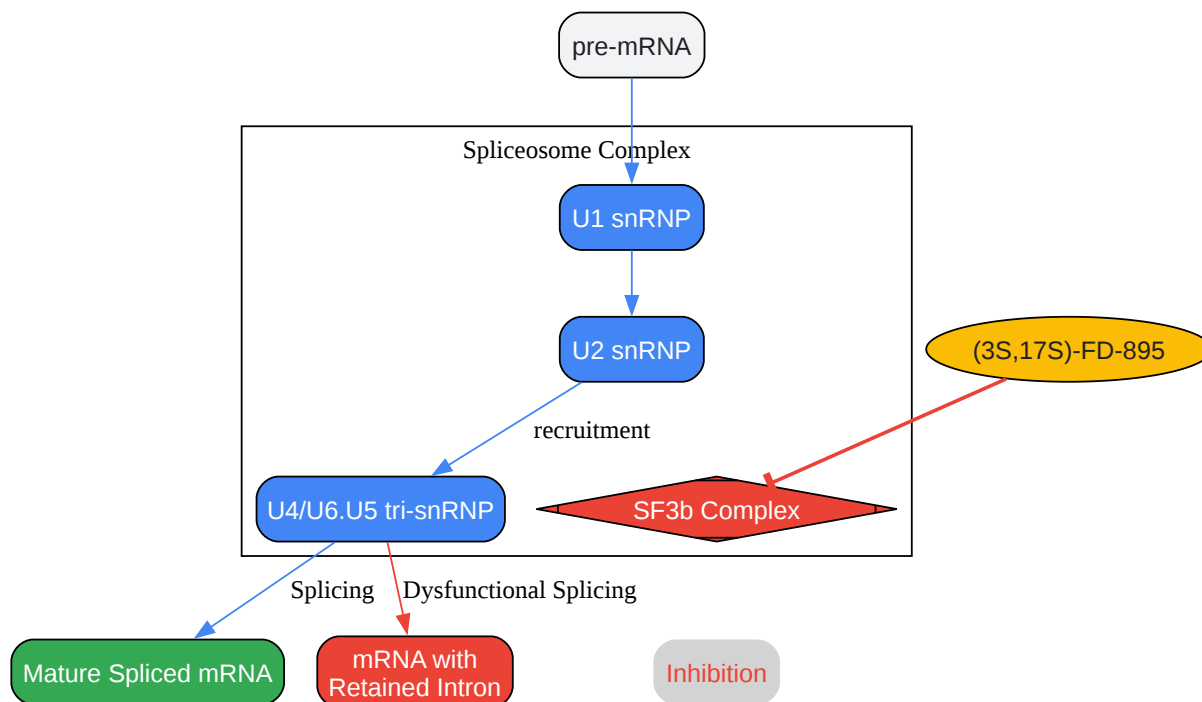 pre-mRNA
Spliceosome Complex
U1 snRNP
U2 snRNP
(3S,17S)-FD-895
recruitment
U4/U6.U5 tri-snRNP
SF3b Complex
Splicing
Dysfunctional Splicing
Mature Spliced mRNA
mRNA with
Retained Intron
Inhibition